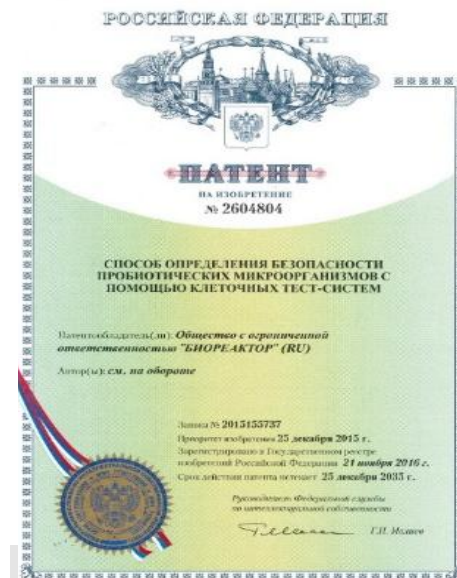 РОССИЙСКАЯ ФЕДЕРАЦИЯ
ПАТЕНТ
НА ИЗОБРЕТЕНИЕ
№ 2604804
СПОСОБ ОПРЕДЕЛЕНИЯ БЕЗОПАСНОСТИ
ПРОБИОТИЧЕСКИХ МИКРООРГАНИЗМОВ С
ПОМОЩЬЮ КЛЕТОЧНЫХ ТЕСТ-СИСТЕМ
Патентообладатель(ли): Общество с ограниченной
ответственностью "БИОРЕАКТОР" (RU)
Автор(ы): см. на обороте
Заявка № 2015155737
Приоритет изобретения 25 декабря 2015 г.
Зарегистрировано в Государственном реестре
изобретений Российской Федерации 21 ноября 2016 г.
Срок действия патента истекает 25 декабря 2035 г.
Руководитель Федеральной службы
по интеллектуальной собственности
Г.П. Ивлиев